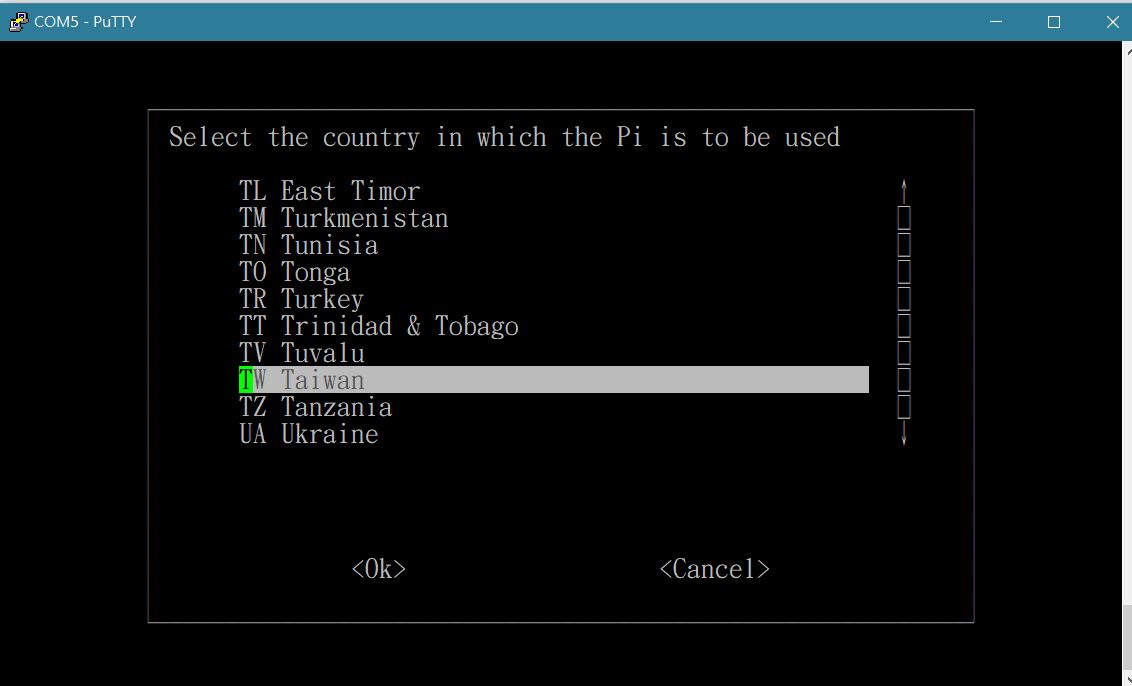 COM5 - PuTTY
Select the country in which the Pi is to be used
TL East Timor
TM Turkmenistan
TN Tunisia
TO Tonga
TR Turkey
TT Trinidad & Tobago
TV Tuvalu
TW Taiwan
TZ Tanzania
UA Ukraine
<Ok> <Cancel>